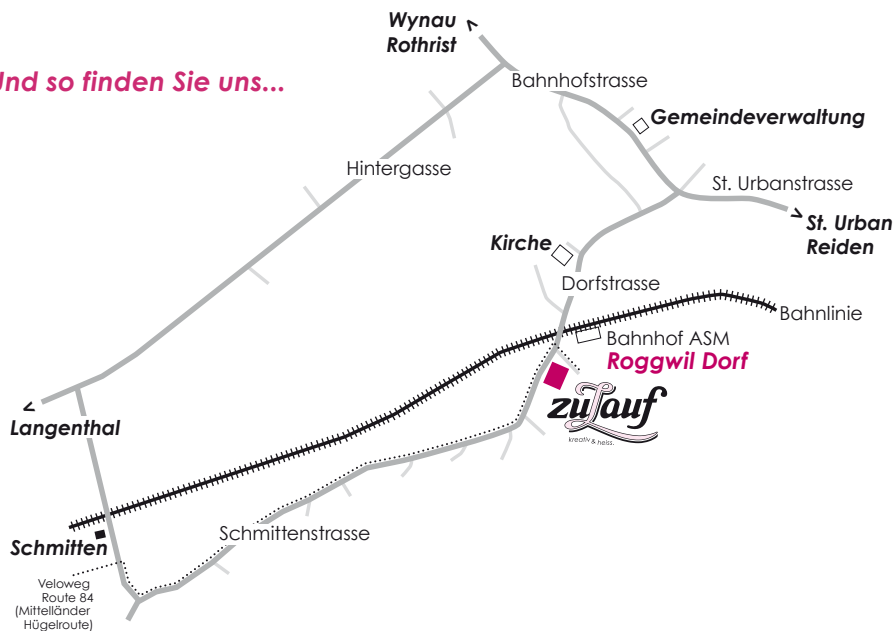 Wynau
Rothrist
Und so finden Sie uns...
Bahnhofstrasse
Gemeindeverwaltung
Hintergasse
St. Urbanstrasse
St. Urban
Reiden
Kirche
Dorfstrasse
Bahnlinie
Bahnhof ASM
Roggwil Dorf
zulauf
kreativ & heiss.
Langenthal
Schmittenstrasse
Schmitten
Veloweg
Route 84
(Mittelländer
Hügelroute)